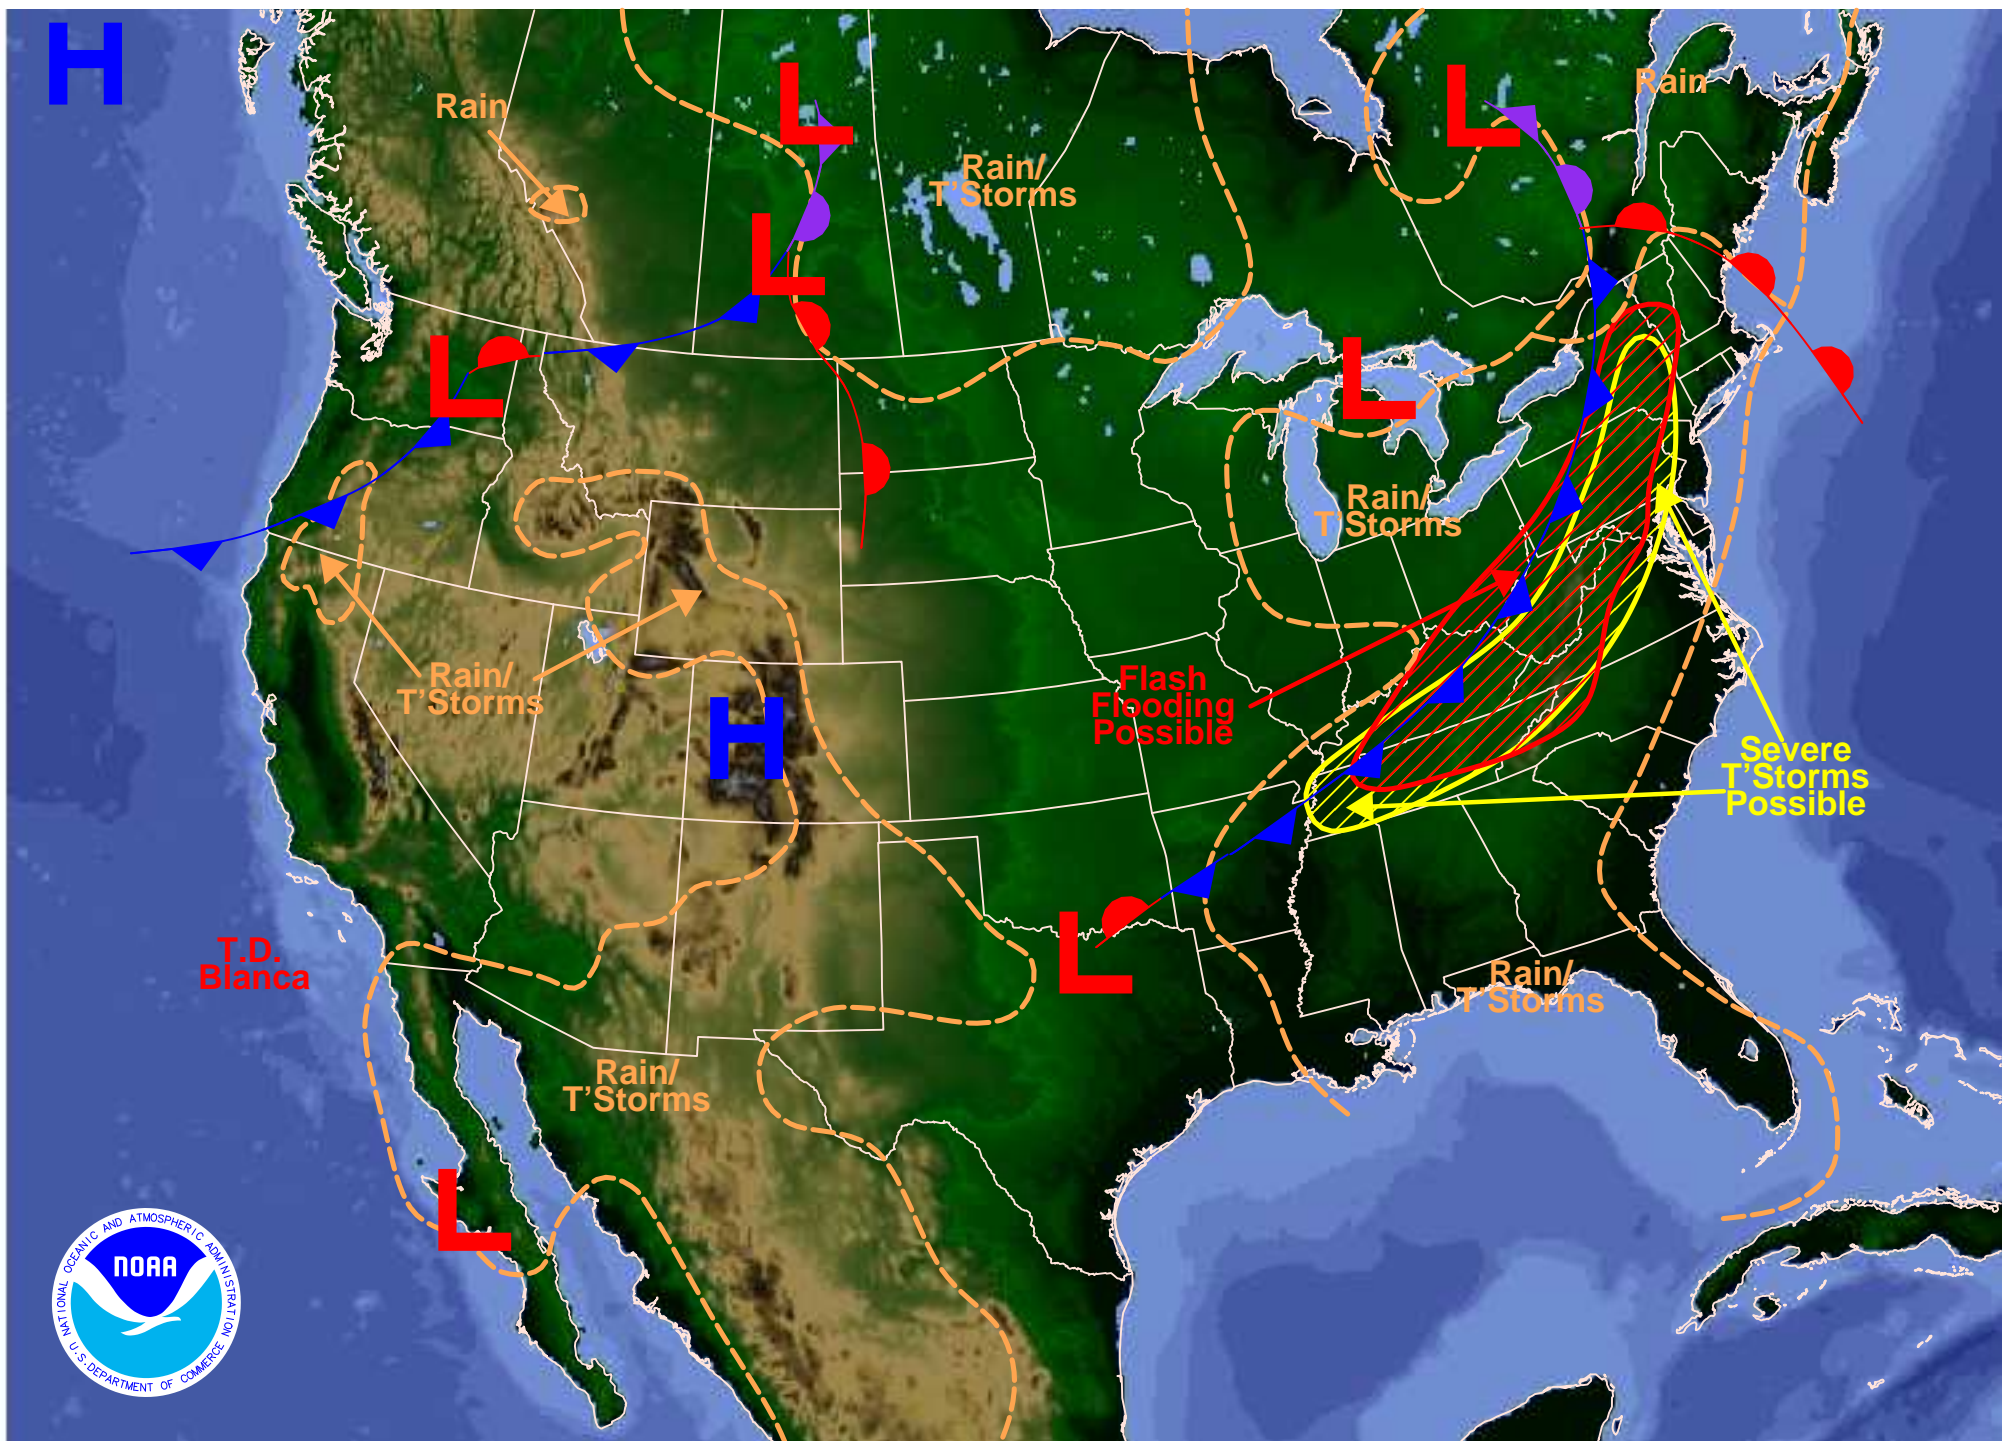 H
L
L
Rain
Rain
Rain/
T'Storms
L
L
L
Rain/
T'Storms
Rain/
T'Storms
Flash
Flooding
Possible
H
Severe
T'Storms
Possible
T.D.
Blanca
L
Rain/
T'Storms
Rain/
T'Storms
L
NATIONAL OCEANIC AND ATMOSPHERIC ADMINISTRATION
NOAA
U.S. DEPARTMENT OF COMMERCE